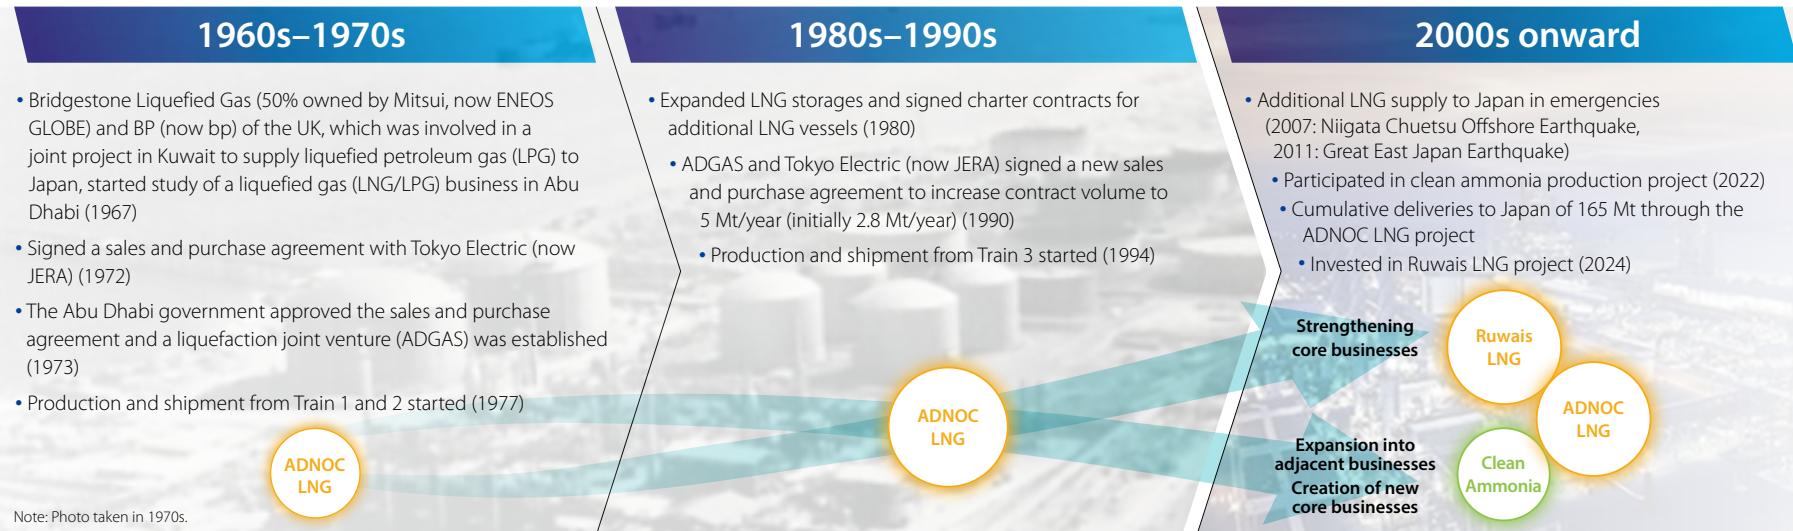 1960s–1970s
• Bridgestone Liquefied Gas (50% owned by Mitsui, now ENEOS
GLOBE) and BP (now bp) of the UK, which was involved in a
joint project in Kuwait to supply liquefied petroleum gas (LPG) to
Japan, started study of a liquefied gas (LNG/LPG) business in Abu
Dhabi (1967)
• Signed a sales and purchase agreement with Tokyo Electric (now
JERA) (1972)
• The Abu Dhabi government approved the sales and purchase
agreement and a liquefaction joint venture (ADGAS) was established
(1973)
• Production and shipment from Train 1 and 2 started (1977)
ADNOC
LNG
Note: Photo taken in 1970s.
1980s–1990s
• Expanded LNG storages and signed charter contracts for
additional LNG vessels (1980)
• ADGAS and Tokyo Electric (now JERA) signed a new sales
and purchase agreement to increase contract volume to
5 Mt/year (initially 2.8 Mt/year) (1990)
• Production and shipment from Train 3 started (1994)
ADNOC
LNG
2000s onward
• Additional LNG supply to Japan in emergencies
(2007: Niigata Chuetsu Offshore Earthquake,
2011: Great East Japan Earthquake)
• Participated in clean ammonia production project (2022)
• Cumulative deliveries to Japan of 165 Mt through the
ADNOC LNG project
• Invested in Ruwais LNG project (2024)
Strengthening
core businesses
Ruwais
LNG
ADNOC
LNG
Expansion into
adjacent businesses
Creation of new
core businesses
Clean
Ammonia